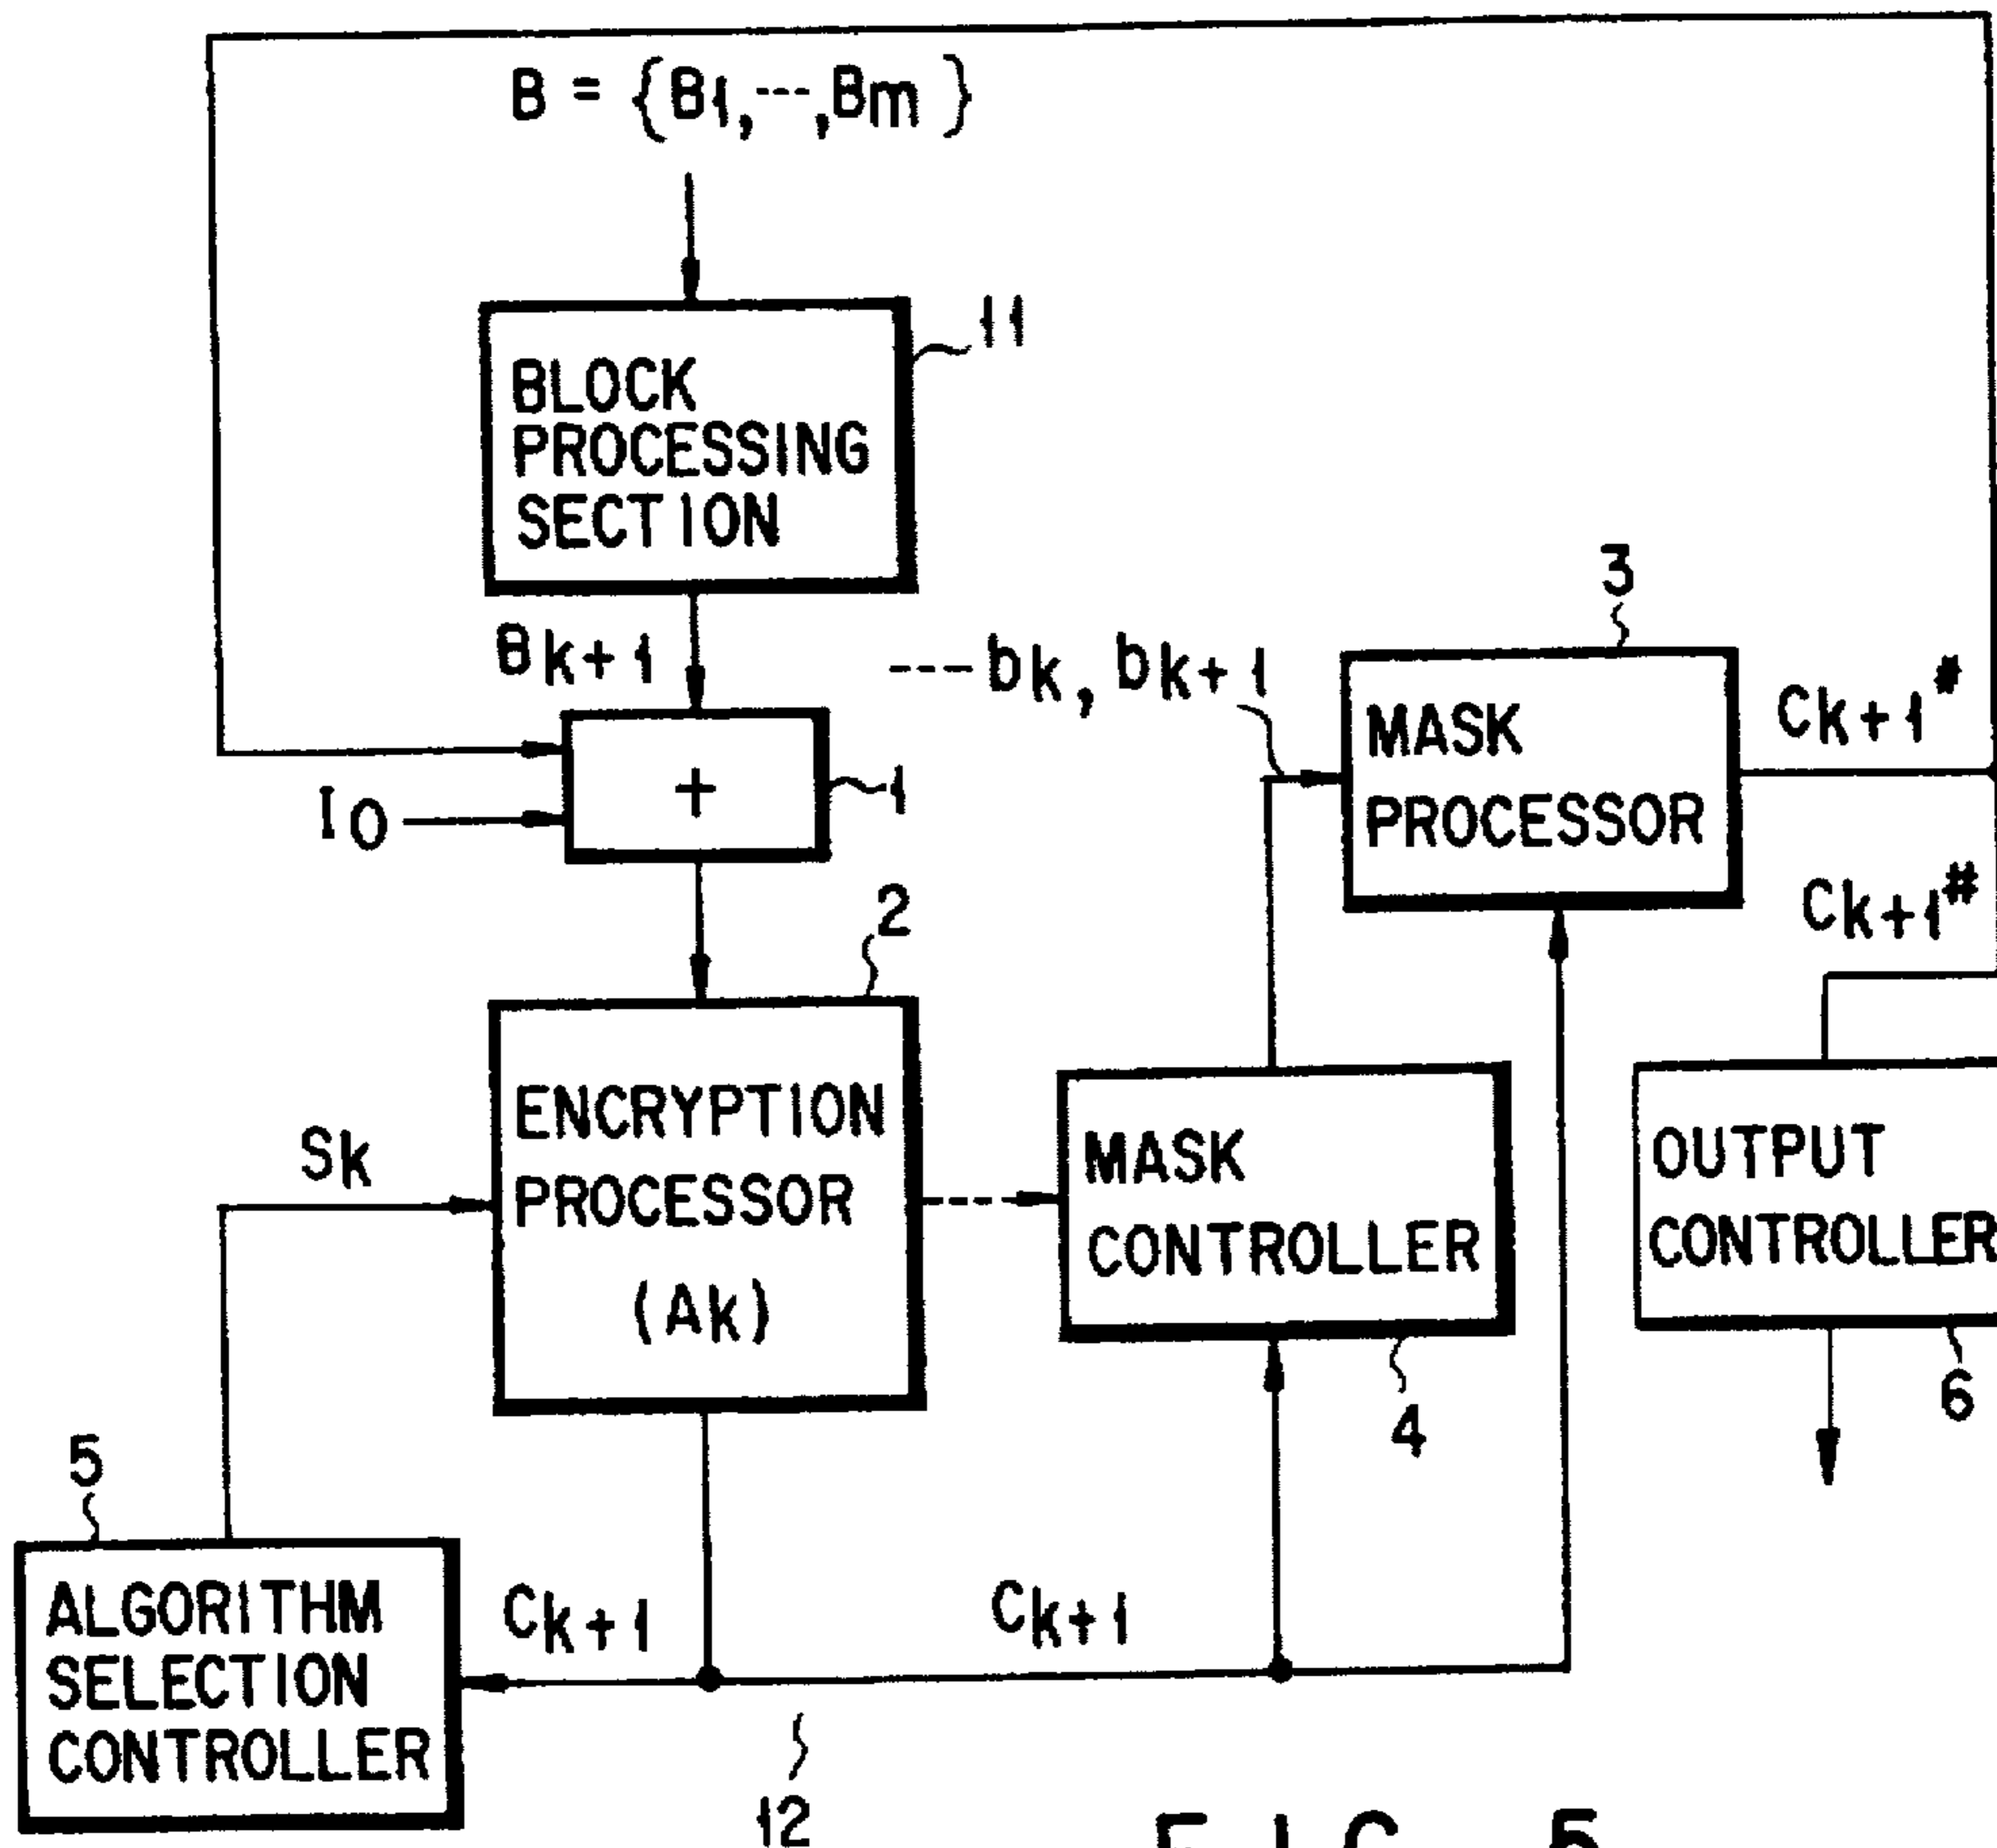 B = {B1, ---, Bm}
11
BLOCK
PROCESSING
SECTION
Bk+1
--- bk, bk+1
3
MASK
PROCESSOR
Ck+1#
+
1
I0
Ck+1#
2
ENCRYPTION
PROCESSOR
(Ak)
Sk
MASK
CONTROLLER
4
OUTPUT
CONTROLLER
6
5
ALGORITHM
SELECTION
CONTROLLER
Ck+1
Ck+1
12
FIG. 5